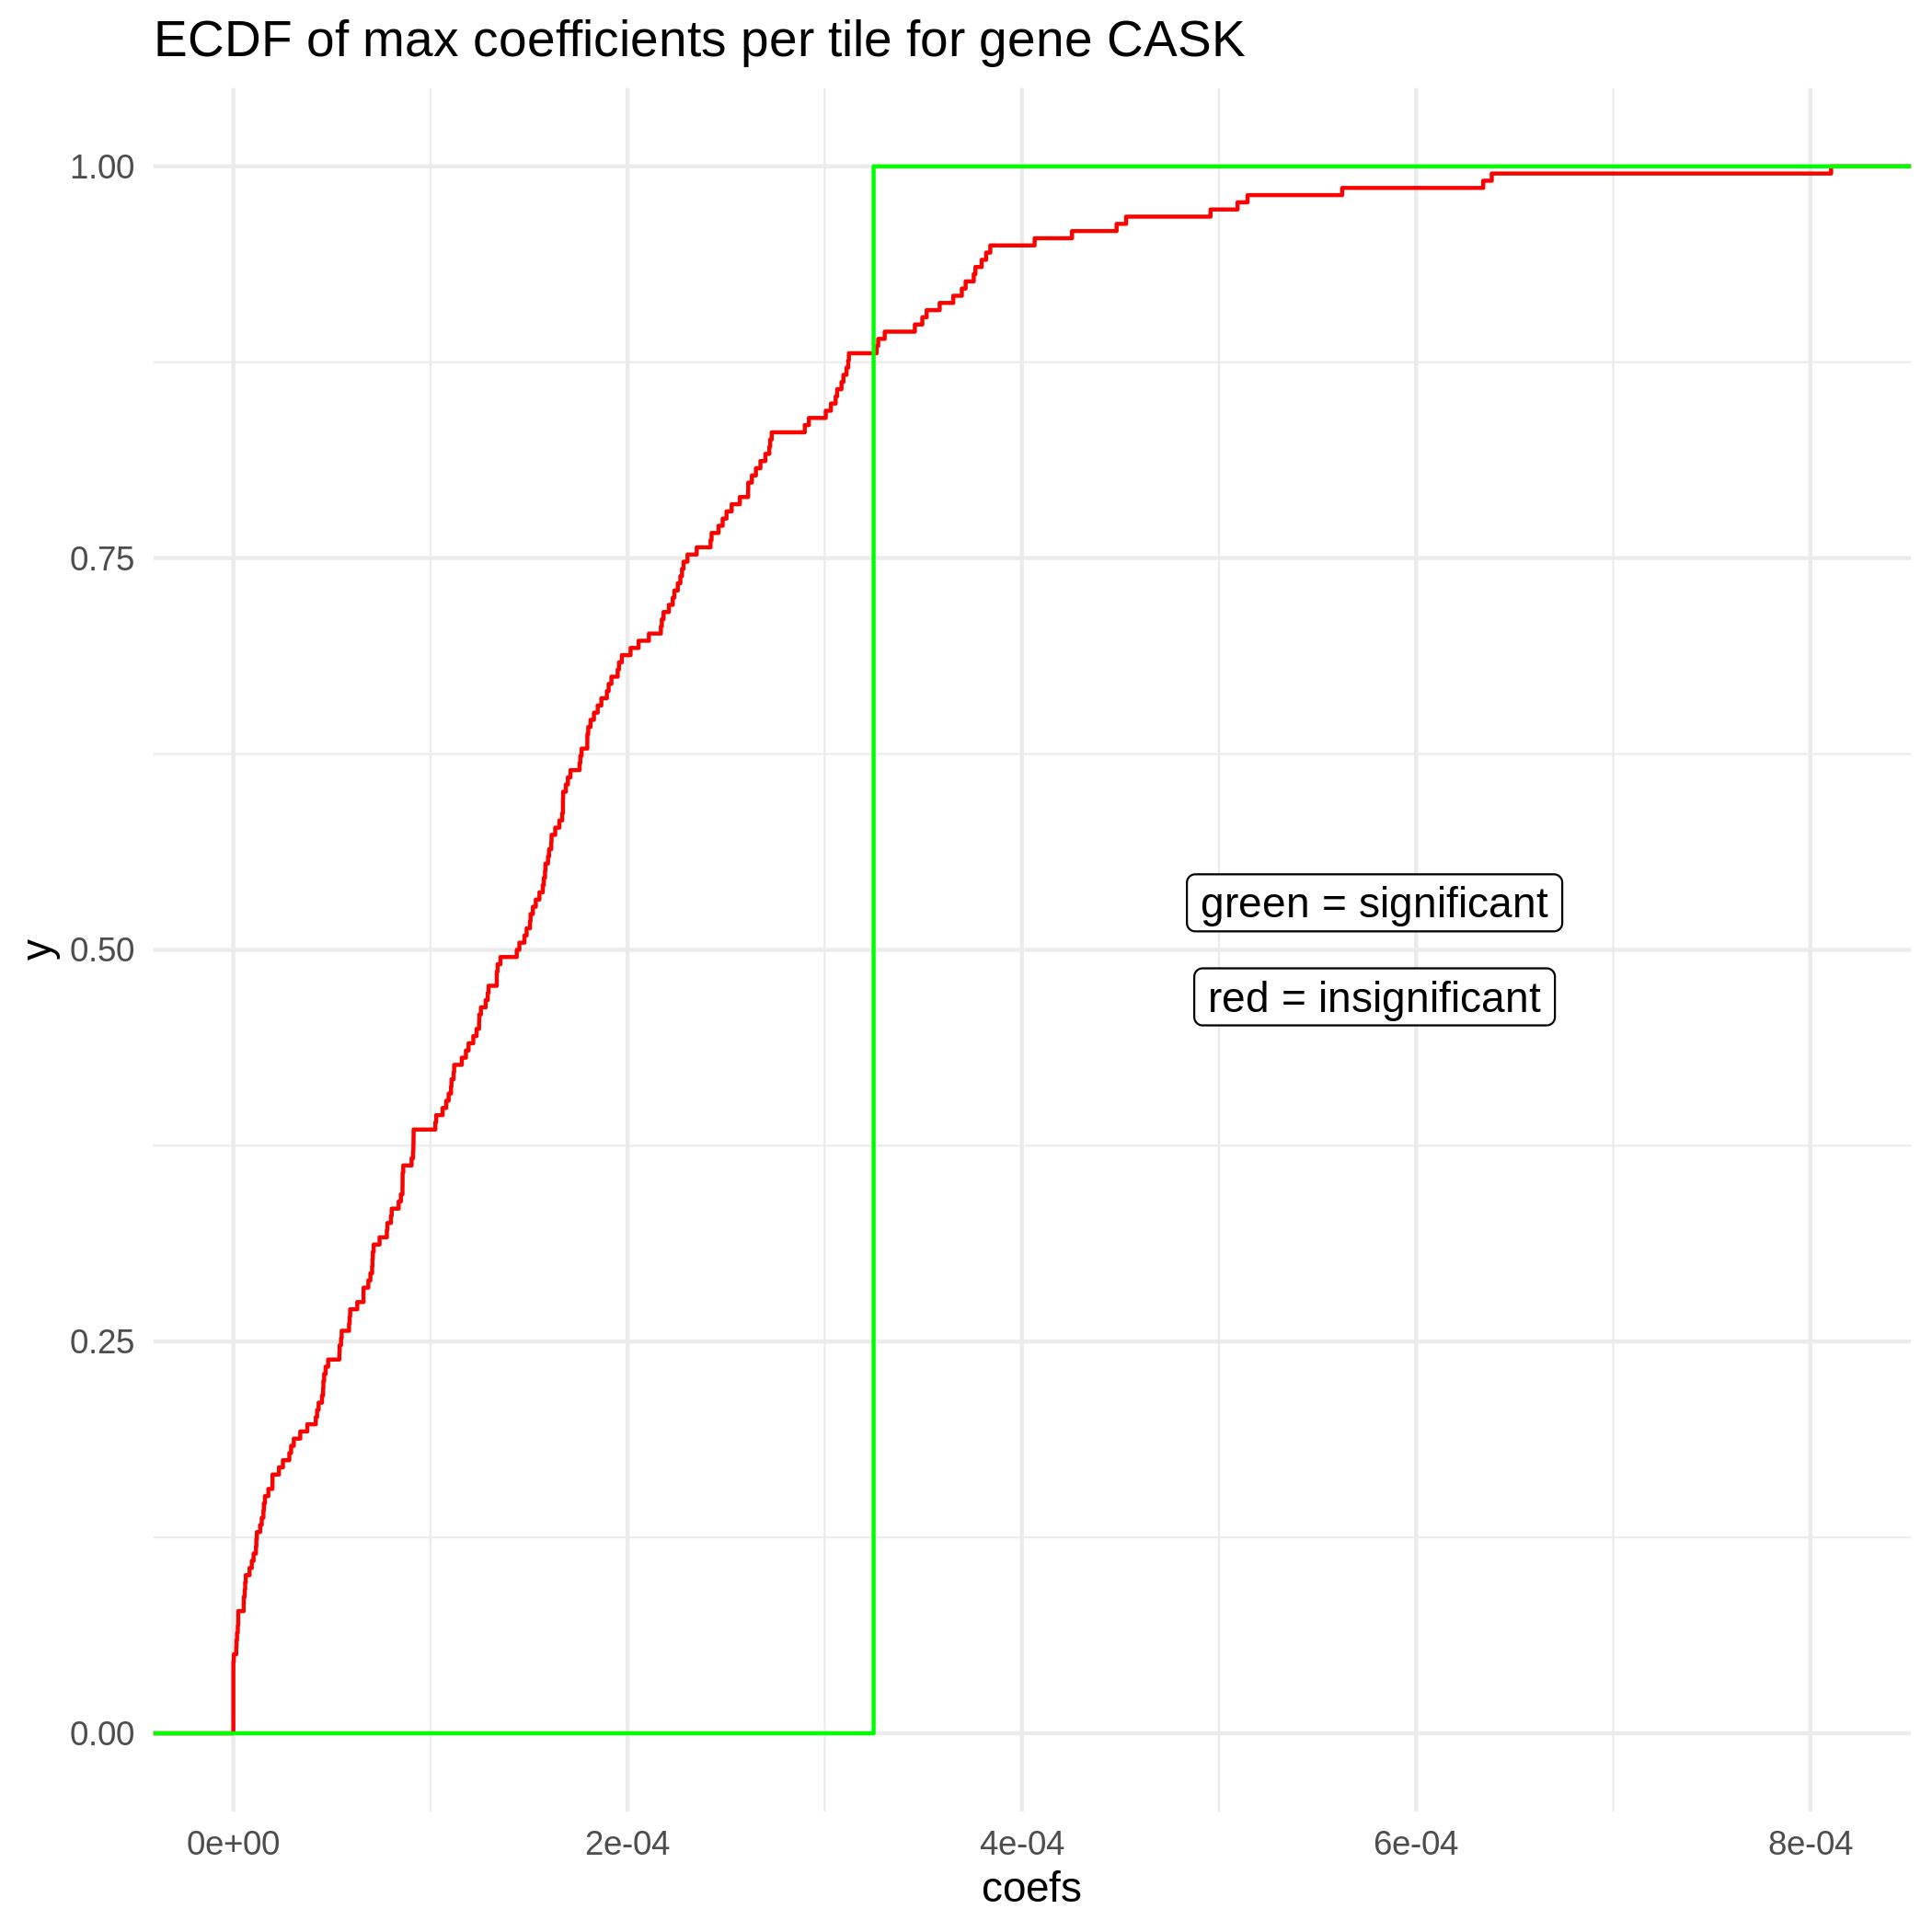 ECDF of max coefficients per tile for gene CASK
1.00
0.75
0.50
0.25
0.00
y
green = significant
red = insignificant
0e+00 2e-04 4e-04 6e-04 8e-04
coefs